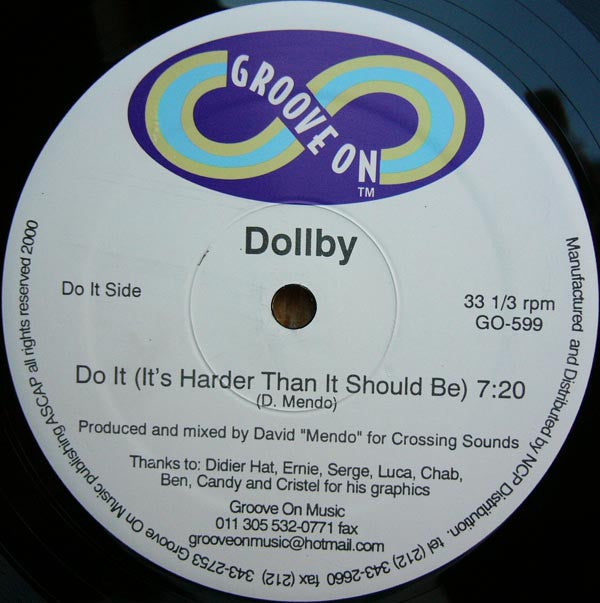 GROOVE ON
TM
Dollby
Do It Side
33 1/3 rpm
GO-599
Do It (It's Harder Than It Should Be) 7:20
(D. Mendo)
Produced and mixed by David "Mendo" for Crossing Sounds
Thanks to: Didier Hat, Ernie, Serge, Luca, Chab,
Ben, Candy and Cristel for his graphics
Groove On Music
011 305 532-0771 fax
grooveonmusic@hotmail.com
Manufactured and Distributed by NCP Distribution. tel (212) 343-2660 fax (212) 343-2753 Groove On Music publishing ASCAP all rights reserved 2000